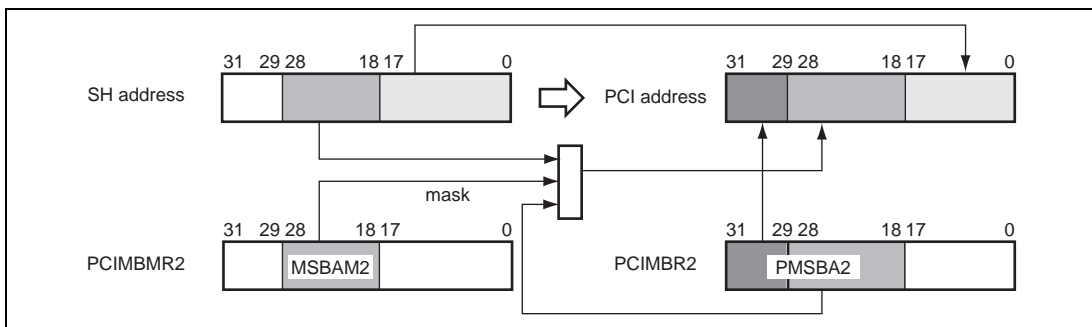 31 29 28 18 17 0
31 29 28 18 17 0
SH address
PCI address
mask
31 29 28 18 17 0
31 29 28 18 17 0
PCIMBMR2
MSBAM2
PCIMBR2
PMSBA2